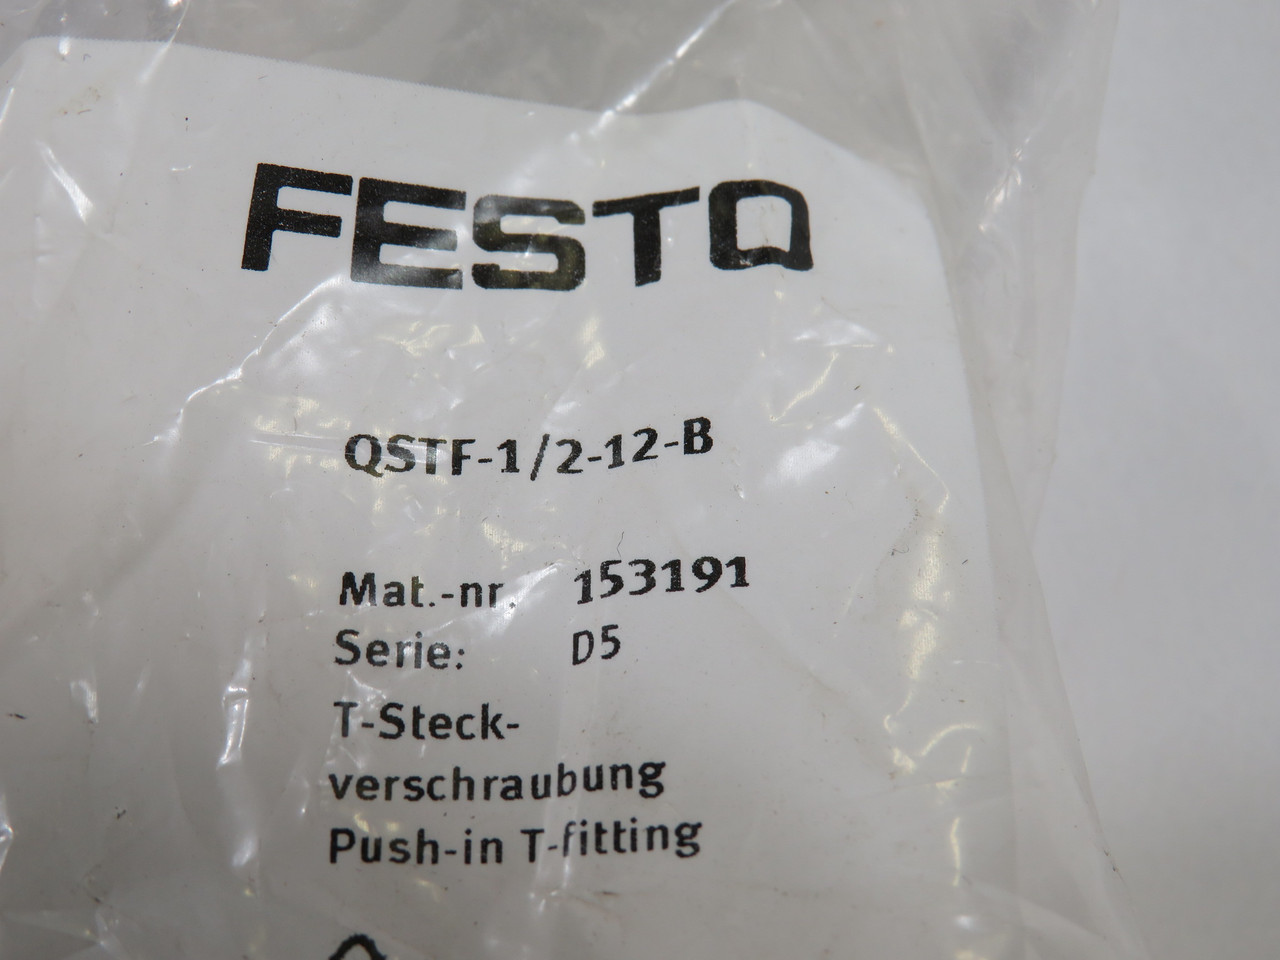 FESTO
QSTF-1/2-12-B
Mat.-nr. 153191
Serie: D5
T-Steck-
verschraubung
Push-in T-fitting